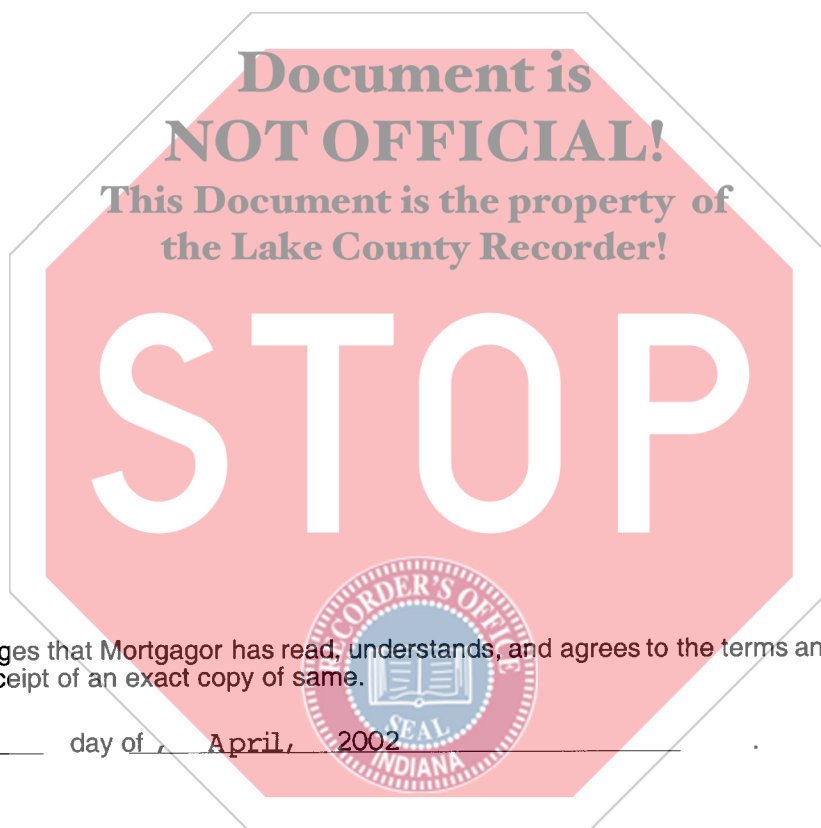 Document is
NOT OFFICIAL!
This Document is the property of
the Lake County Recorder!
STOP
RECORDER'S OFFICE
SEAL
INDIANA
ges that Mortgagor has read, understands, and agrees to the terms an
ceipt of an exact copy of same.
day of , April, 2002 .